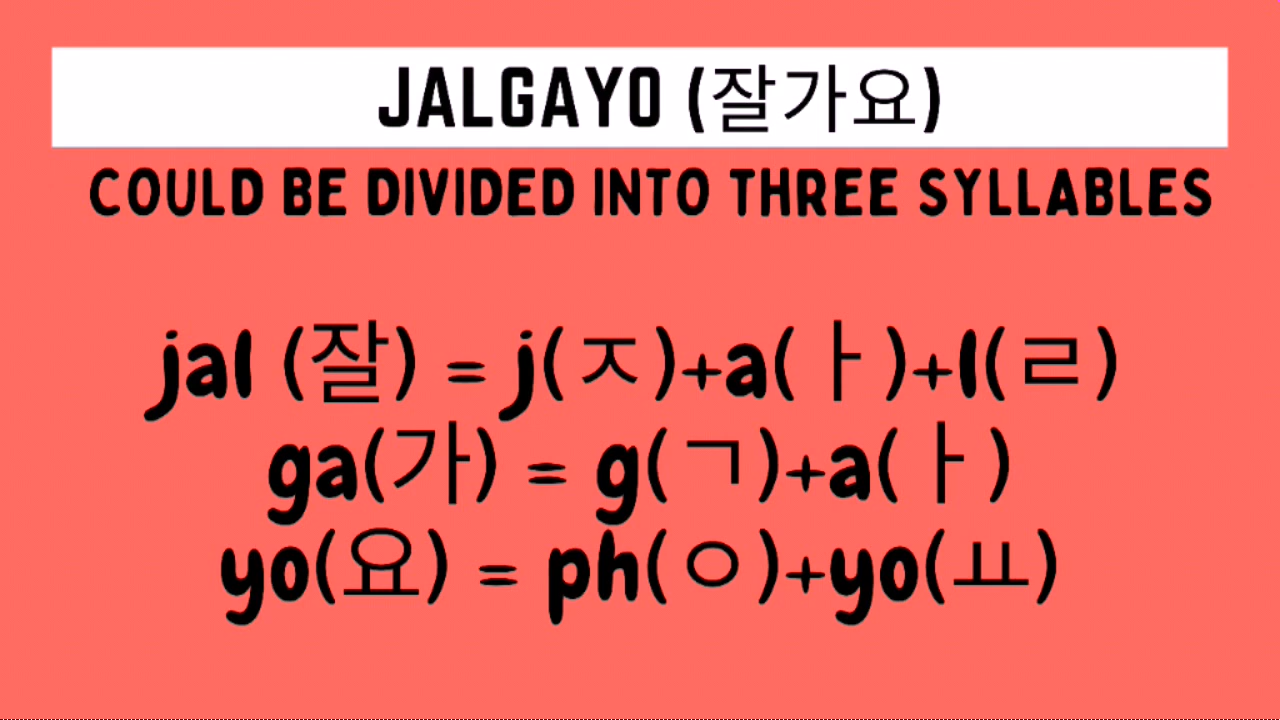 JALGAYO (잘가요)
COULD BE DIVIDED INTO THREE SYLLABLES
jal (잘) = j(ㅈ)+a(ㅏ)+l(ㄹ)
ga(가) = g(ㄱ)+a(ㅏ)
yo(요) = ph(ㅇ)+yo(ㅛ)